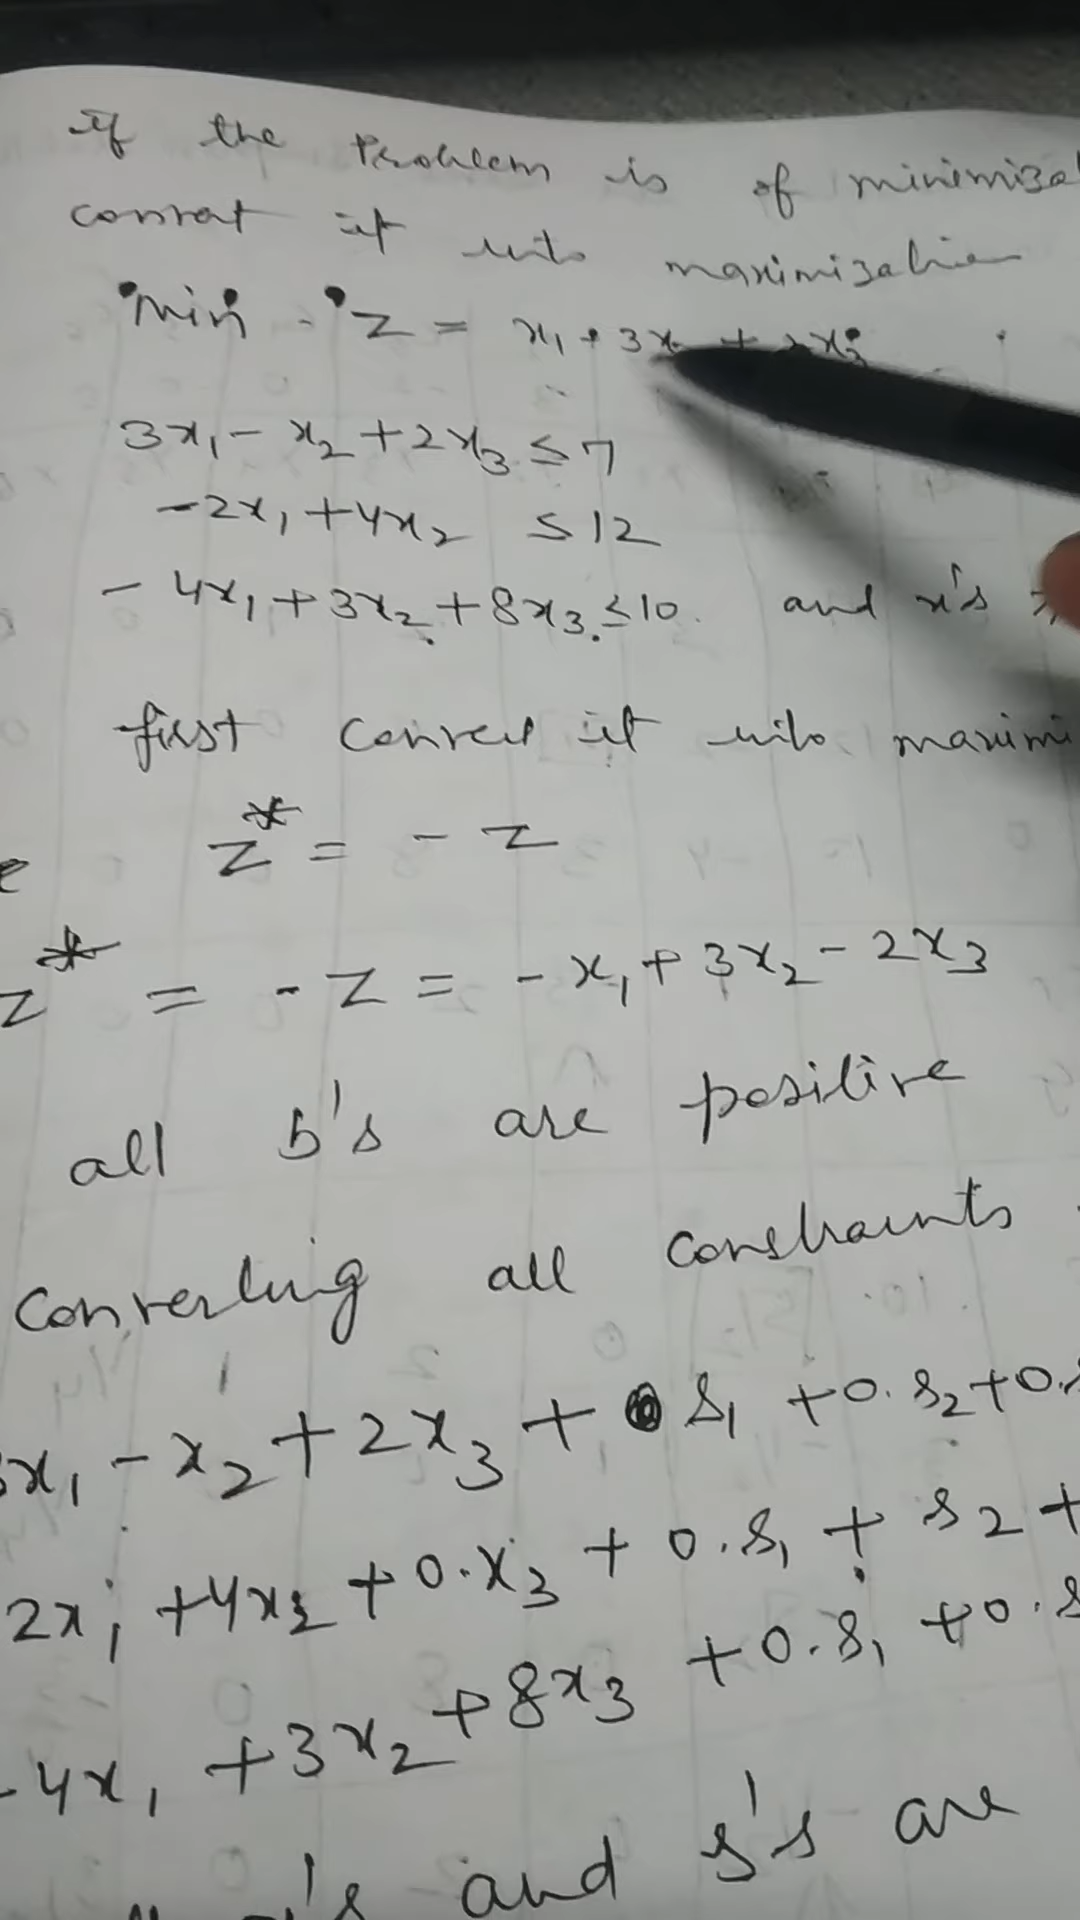 if the Problem is of minimiza
convert it into maximization
Min - Z = x₁ - 3x + 2x₃
3x₁ - x₂ + 2x₃ ≤ 7
-2x₁ + 4x₂ ≤ 12
- 4x₁ + 3x₂ + 8x₃ ≤ 10. and x's
first convert it into maximi
Z* = - Z
Z* = - Z = - x₁ + 3x₂ - 2x₃
all b's are positive
Converting all constraints
3x₁ - x₂ + 2x₃ + s₁ + 0.s₂ + 0.s
2x₁ + 4x₂ + 0.x₃ + 0.s₁ + s₂ +
- 4x₁ + 3x₂ + 8x₃ + 0.s₁ + 0.s
and s's are